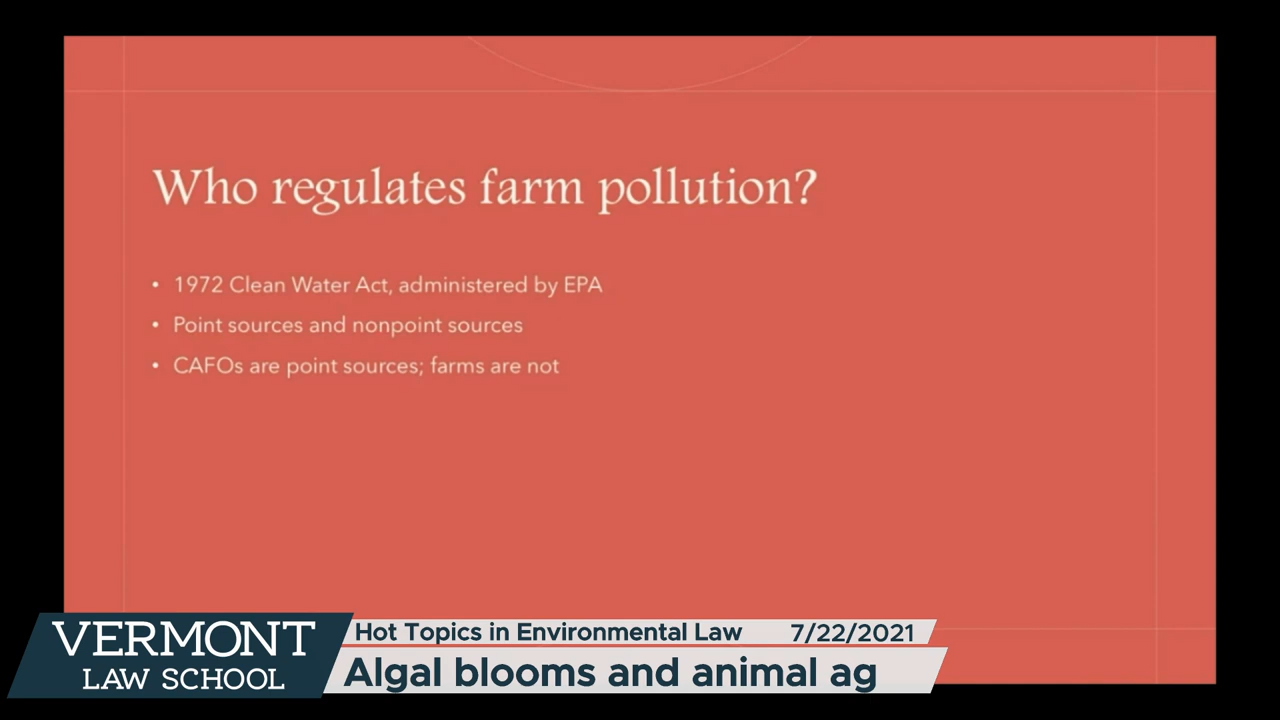 Who regulates farm pollution?
• 1972 Clean Water Act, administered by EPA
• Point sources and nonpoint sources
• CAFOs are point sources; farms are not
VERMONT
LAW SCHOOL
Hot Topics in Environmental Law 7/22/2021
Algal blooms and animal ag